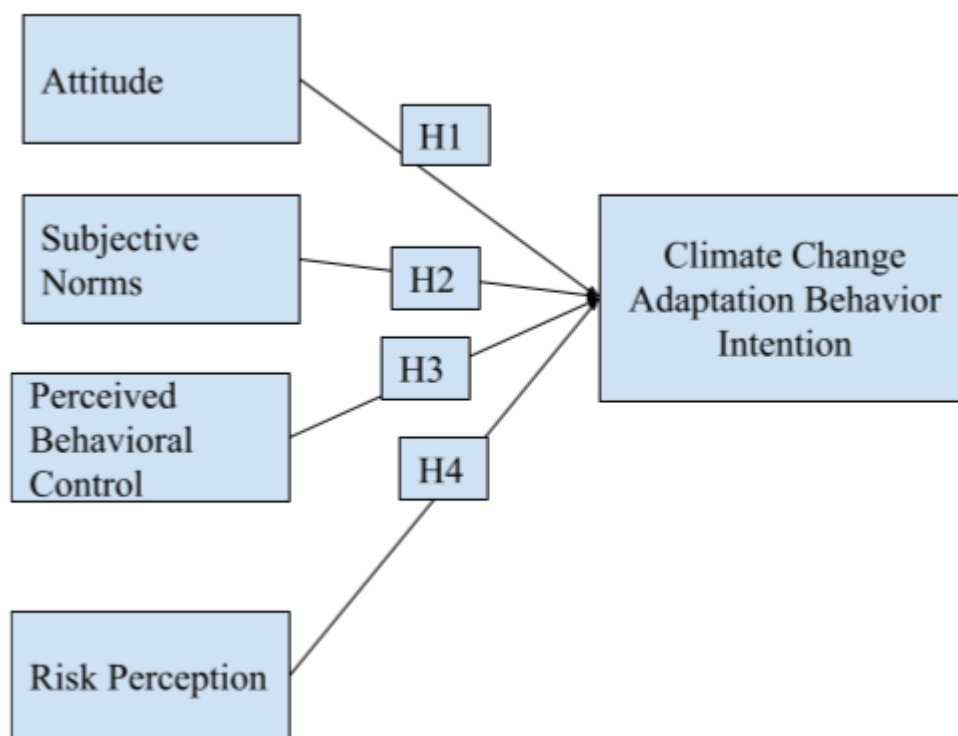 Attitude
H1
Subjective
Norms
H2
Climate Change
Adaptation Behavior
Intention
H3
Perceived
Behavioral
Control
H4
Risk Perception